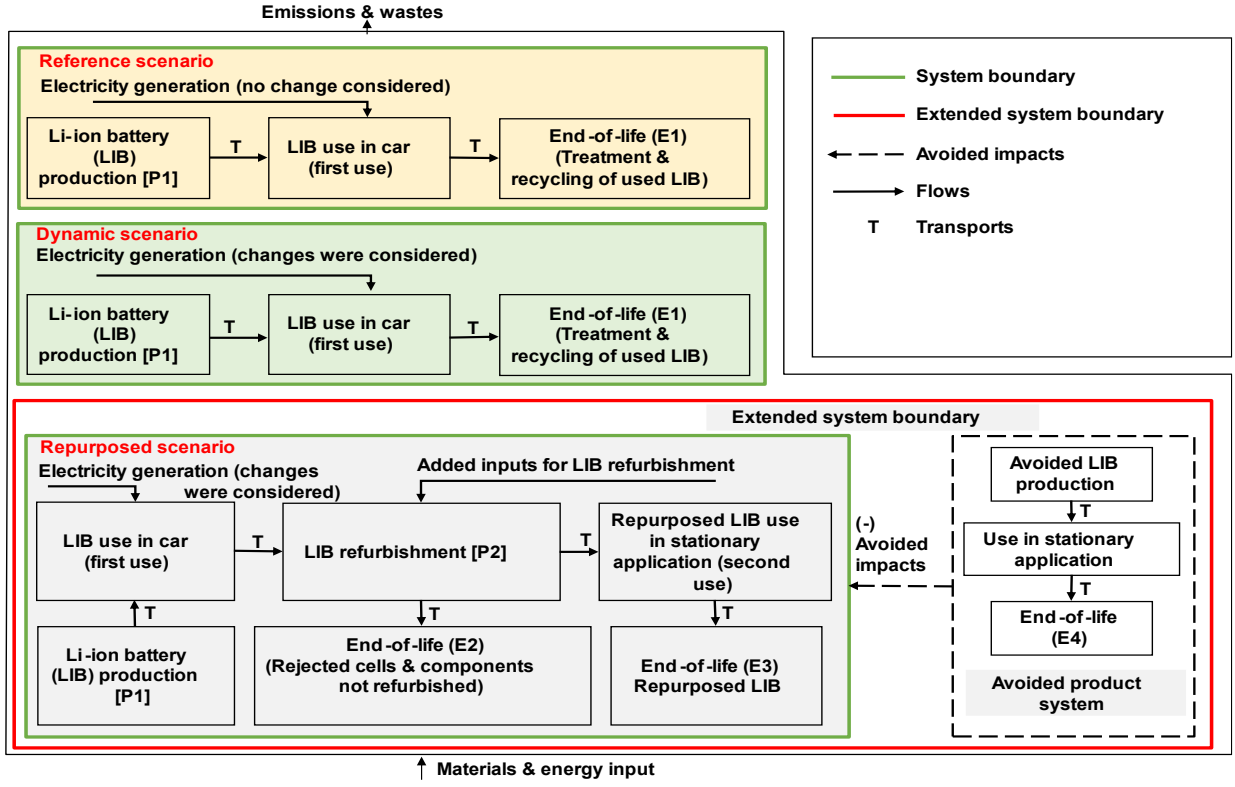 Emissions & wastes
Reference scenario
Electricity generation (no change considered)
Li-ion battery
(LIB)
production [P1]
T
LIB use in car
(first use)
T
End-of-life (E1)
(Treatment &
recycling of used LIB)
Dynamic scenario
Electricity generation (changes were considered)
Li-ion battery
(LIB)
production [P1]
T
LIB use in car
(first use)
T
End-of-life (E1)
(Treatment &
recycling of used LIB)
System boundary
Extended system boundary
Avoided impacts
Flows
T Transports
Extended system boundary
Repurposed scenario
Electricity generation (changes
were considered)
Added inputs for LIB refurbishment
LIB use in car
(first use)
T
LIB refurbishment [P2]
T
Repurposed LIB use
in stationary
application (second
use)
T
T
T
Li-ion battery
(LIB) production
[P1]
End-of-life (E2)
(Rejected cells & components
not refurbished)
End-of-life (E3)
Repurposed LIB
(-)
Avoided
impacts
Avoided LIB
production
T
Use in stationary
application
T
End-of-life
(E4)
Avoided product
system
Materials & energy input